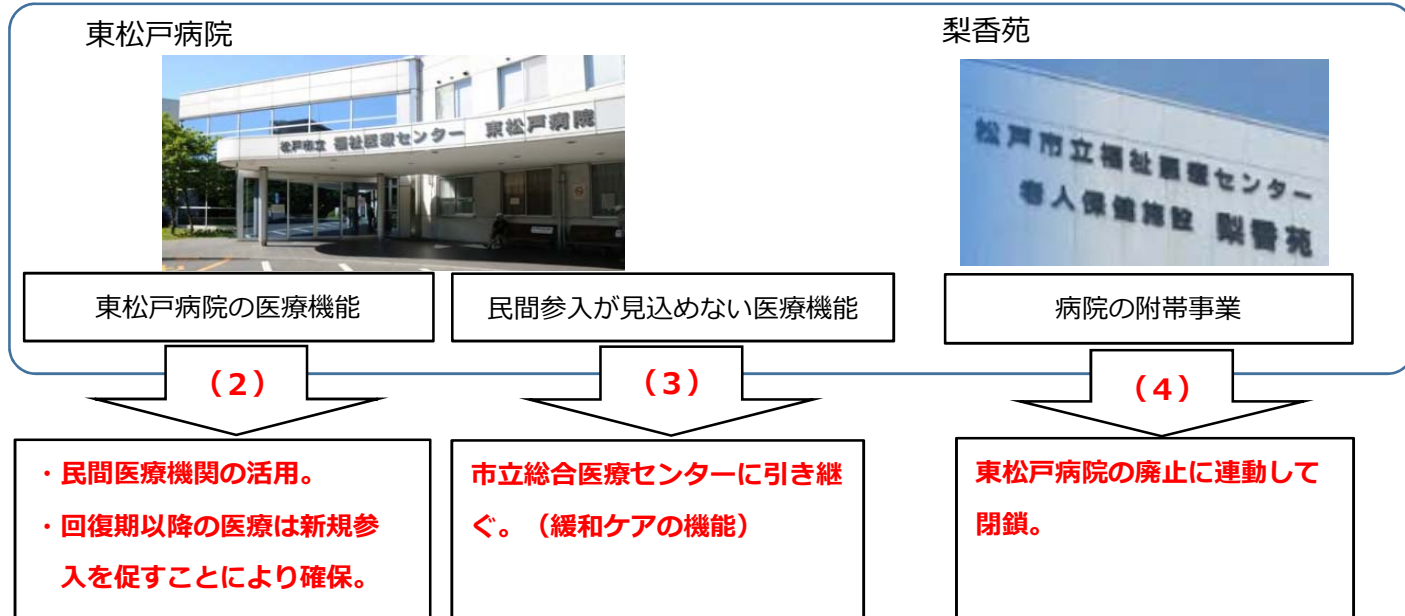 東松戸病院
梨香苑
松戸市立 福祉医療センター 東松戸病院
松戸市立福祉医療センター
老人保健施設 梨香苑
東松戸病院の医療機能
民間参入が見込めない医療機能
病院の附帯事業
（2）
（3）
（4）
・民間医療機関の活用。
・回復期以降の医療は新規参
入を促すことにより確保。
市立総合医療センターに引き継
ぐ。（緩和ケアの機能）
東松戸病院の廃止に連動して
閉鎖。